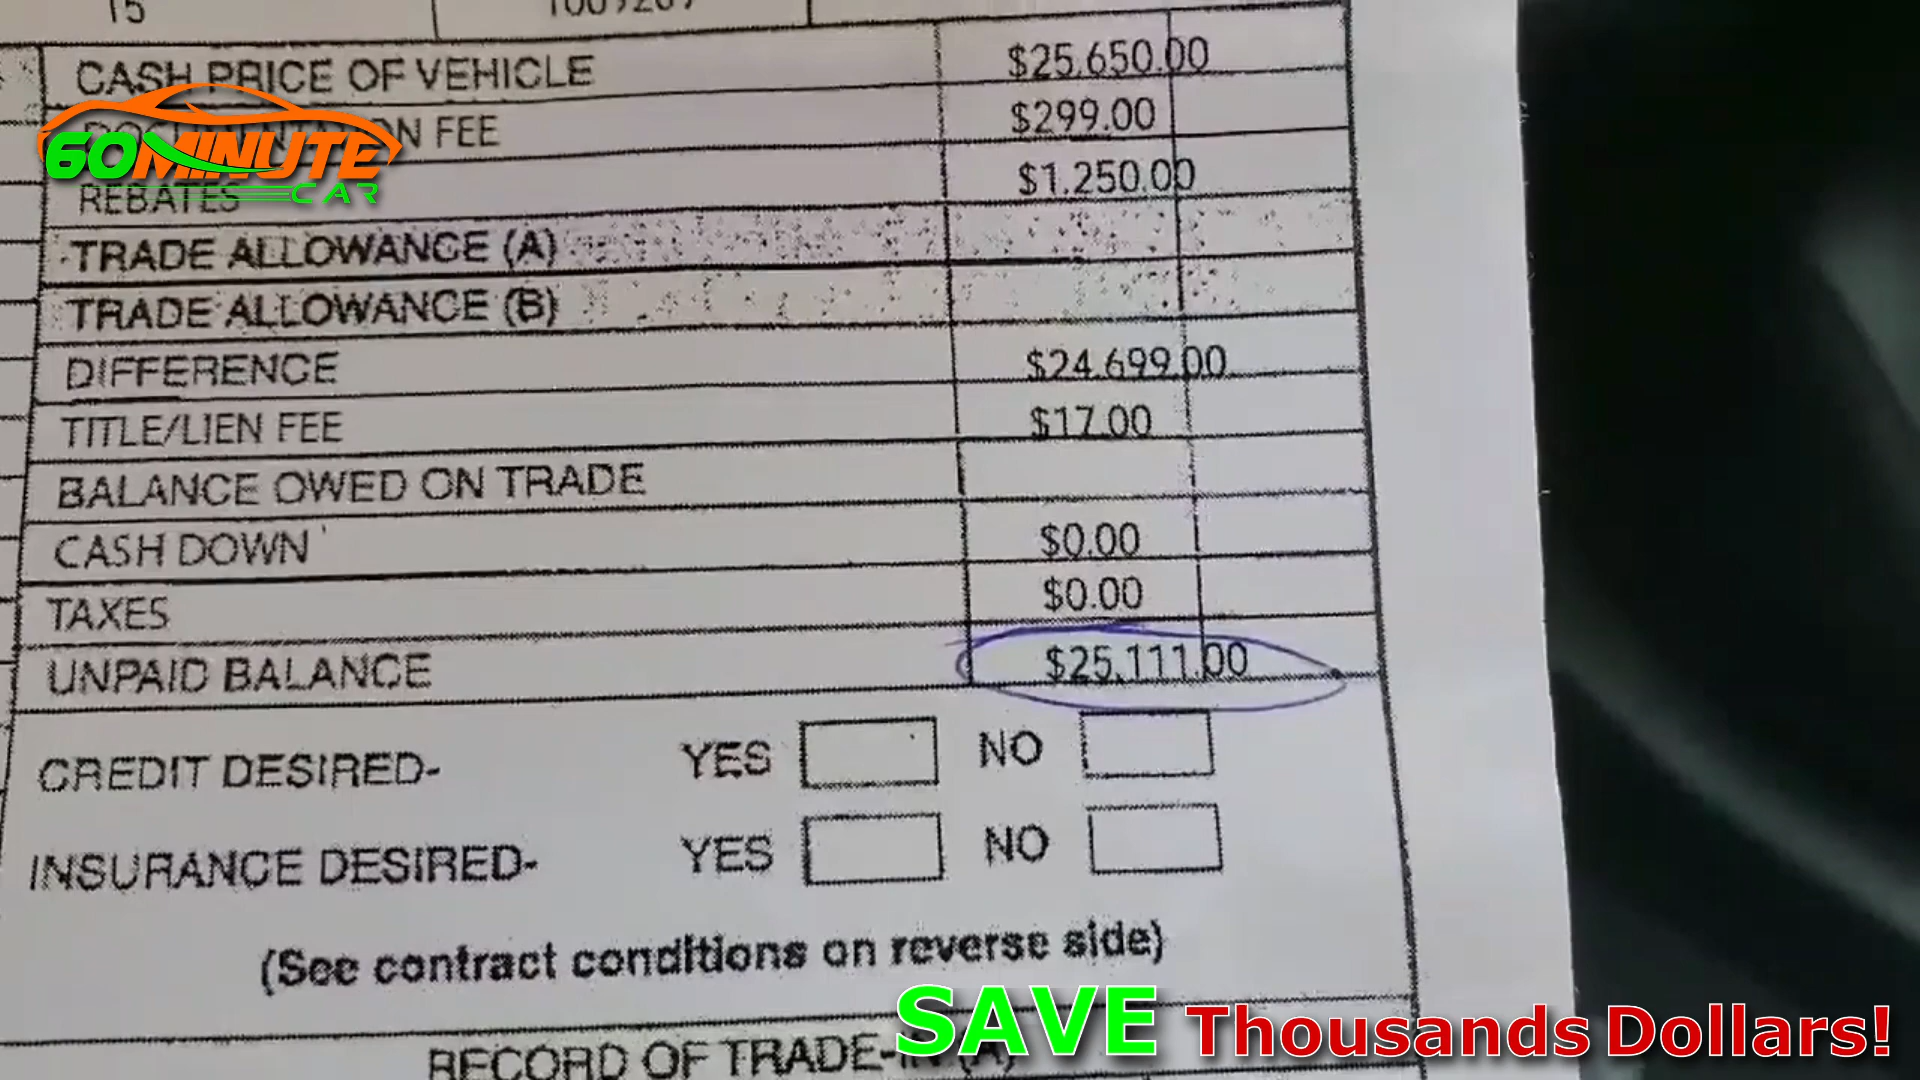 15
CASH PRICE OF VEHICLE $25,650.00
FEE $299.00
REBATES $1,250.00
60MINUTE
CAR
TRADE ALLOWANCE (A)
TRADE ALLOWANCE (B)
DIFFERENCE $24,699.00
TITLE/LIEN FEE $17.00
BALANCE OWED ON TRADE
CASH DOWN $0.00
TAXES $0.00
UNPAID BALANCE $25,111.00
CREDIT DESIRED- YES NO
INSURANCE DESIRED- YES NO
(See contract conditions on reverse side)
RECORD OF TRADE-IN (A)
SAVE Thousands Dollars!